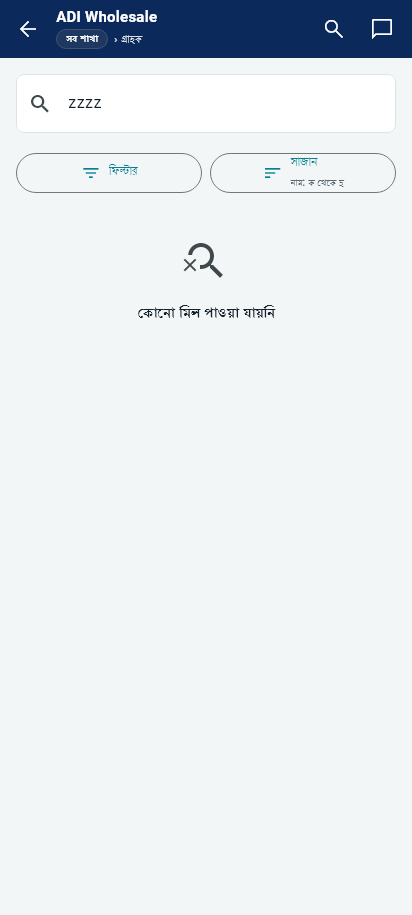 ADI Wholesale
সব শাখা › গ্রাহক
zzzz
ফিল্টার
সাজান
নাম: ক থেকে হ
কোনো মিল পাওয়া যায়নি